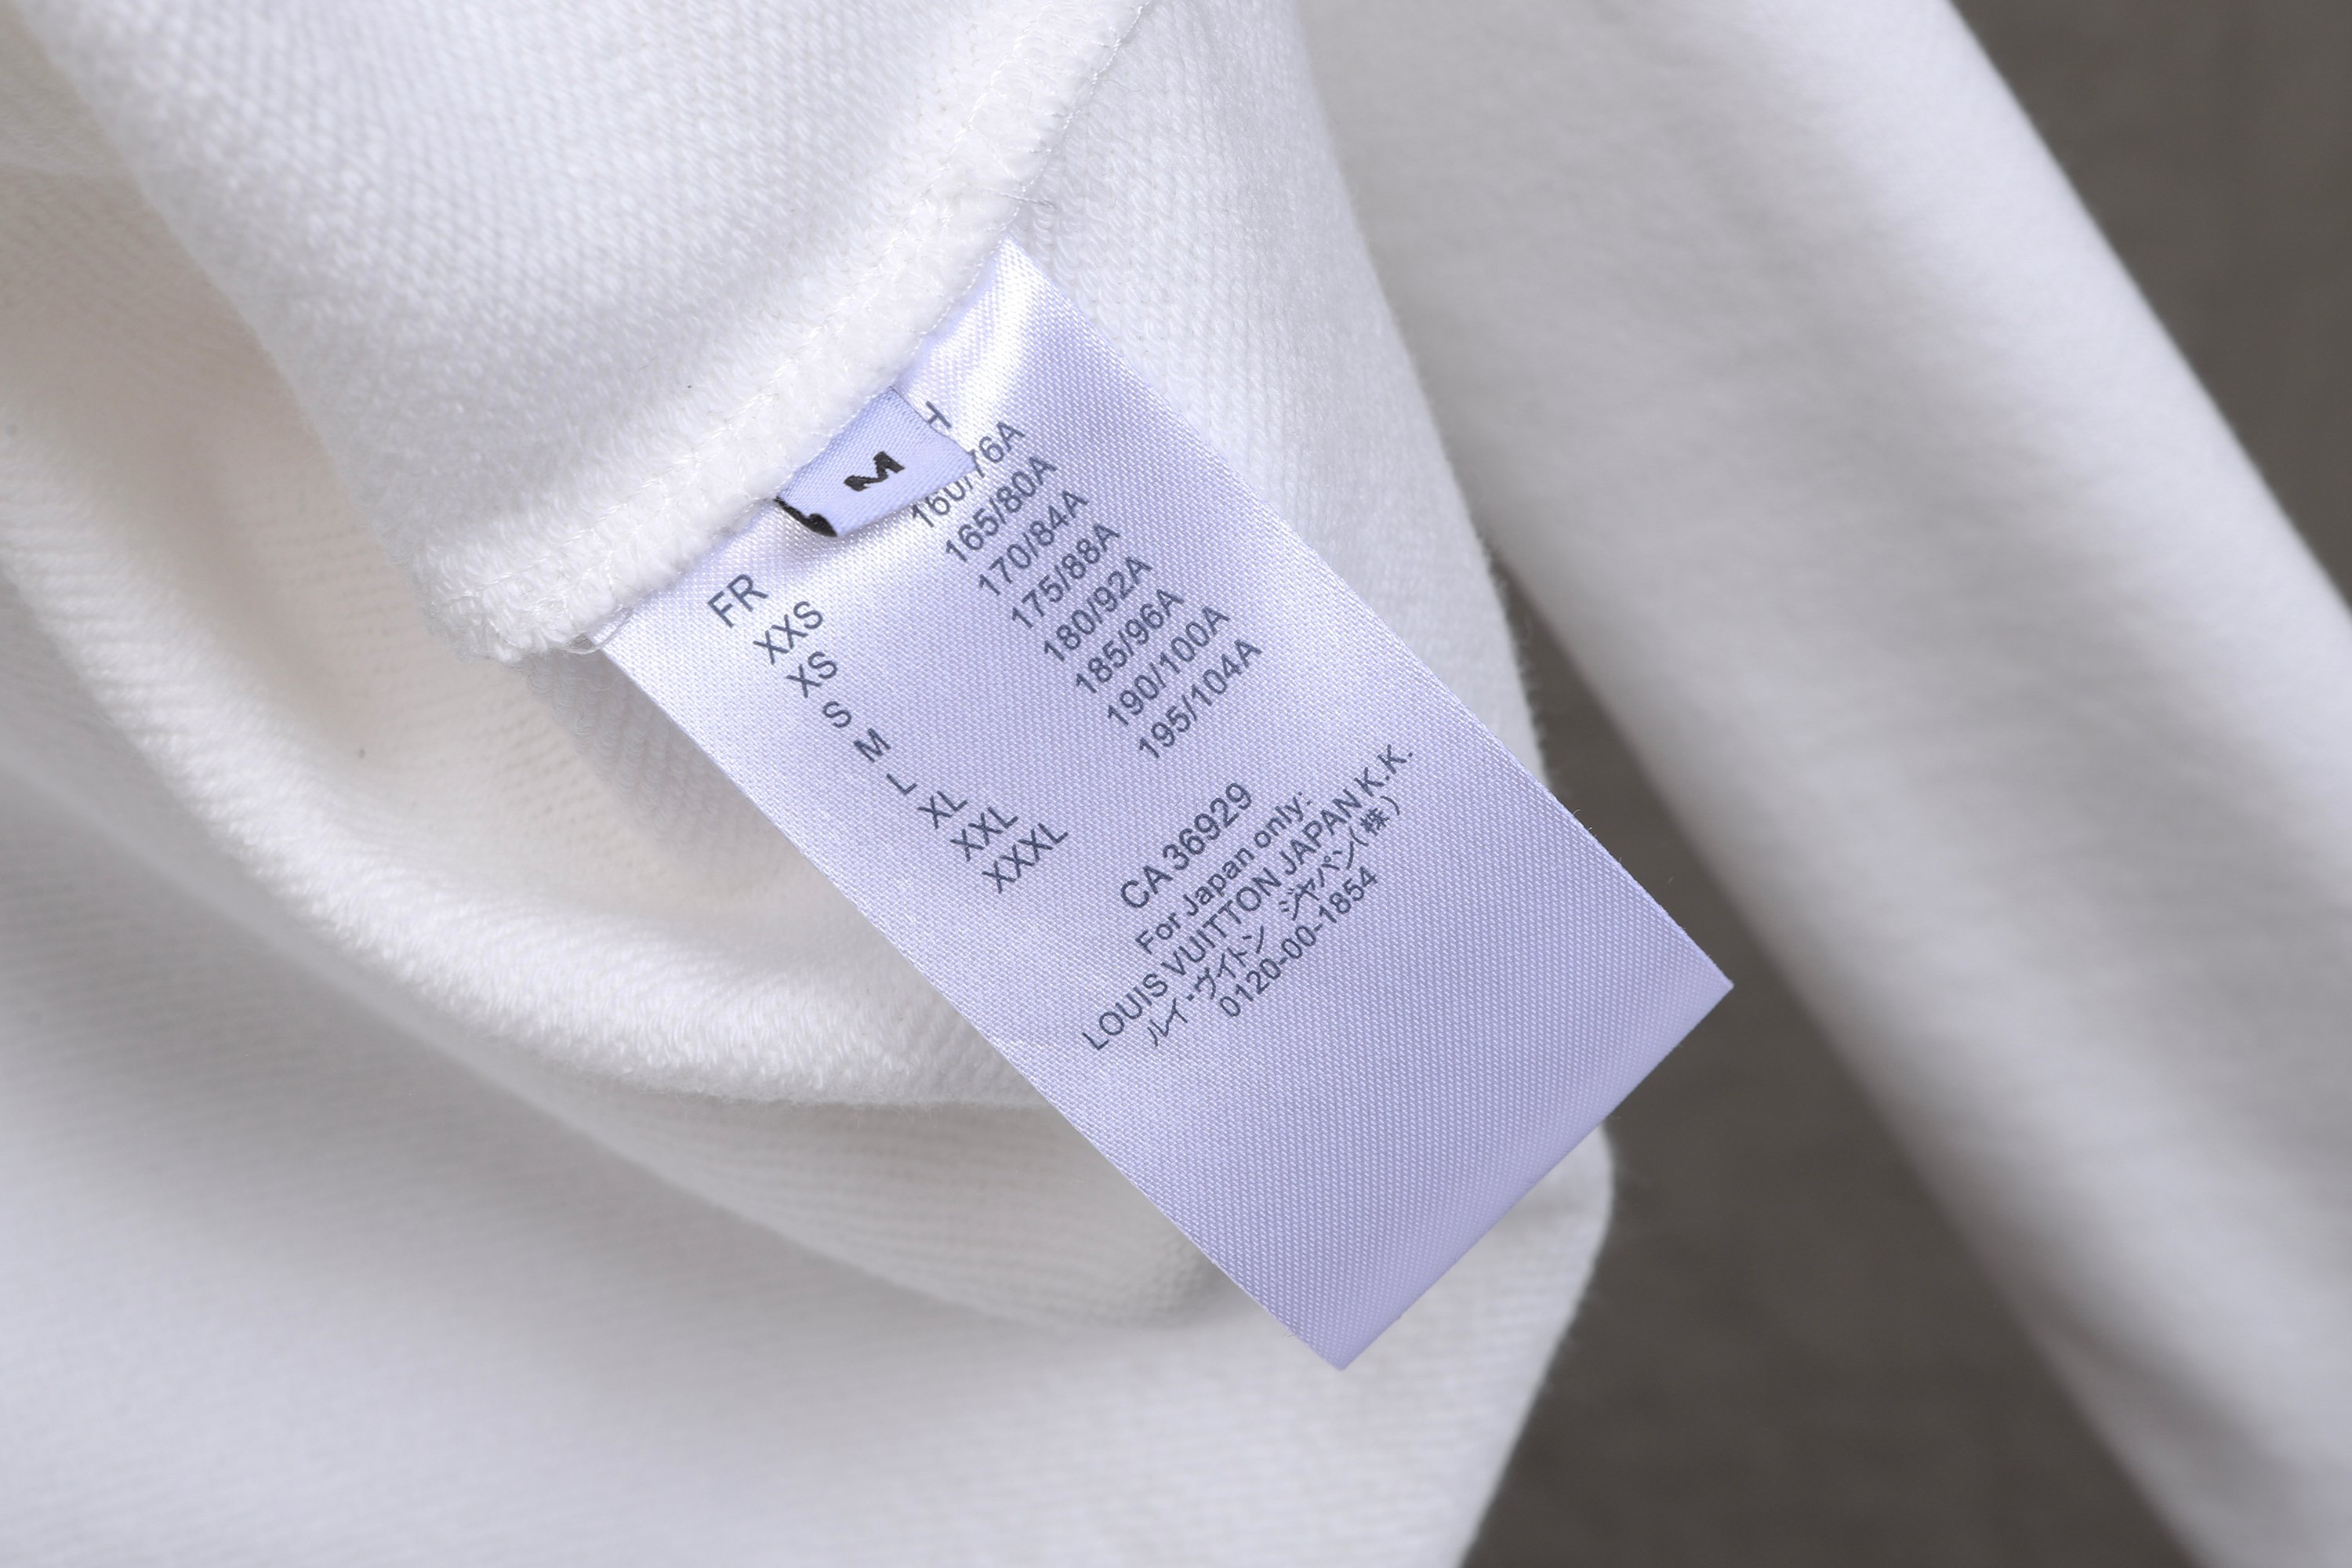 M
FR H
XXS 160/76A
XS 165/80A
S 170/84A
M 175/88A
L 180/92A
XL 185/96A
XXL 190/100A
XXXL 195/104A
CA 36929
For Japan only:
LOUIS VUITTON JAPAN K.K.
ルイ・ヴィトン ジャパン(株)
0120-00-1854